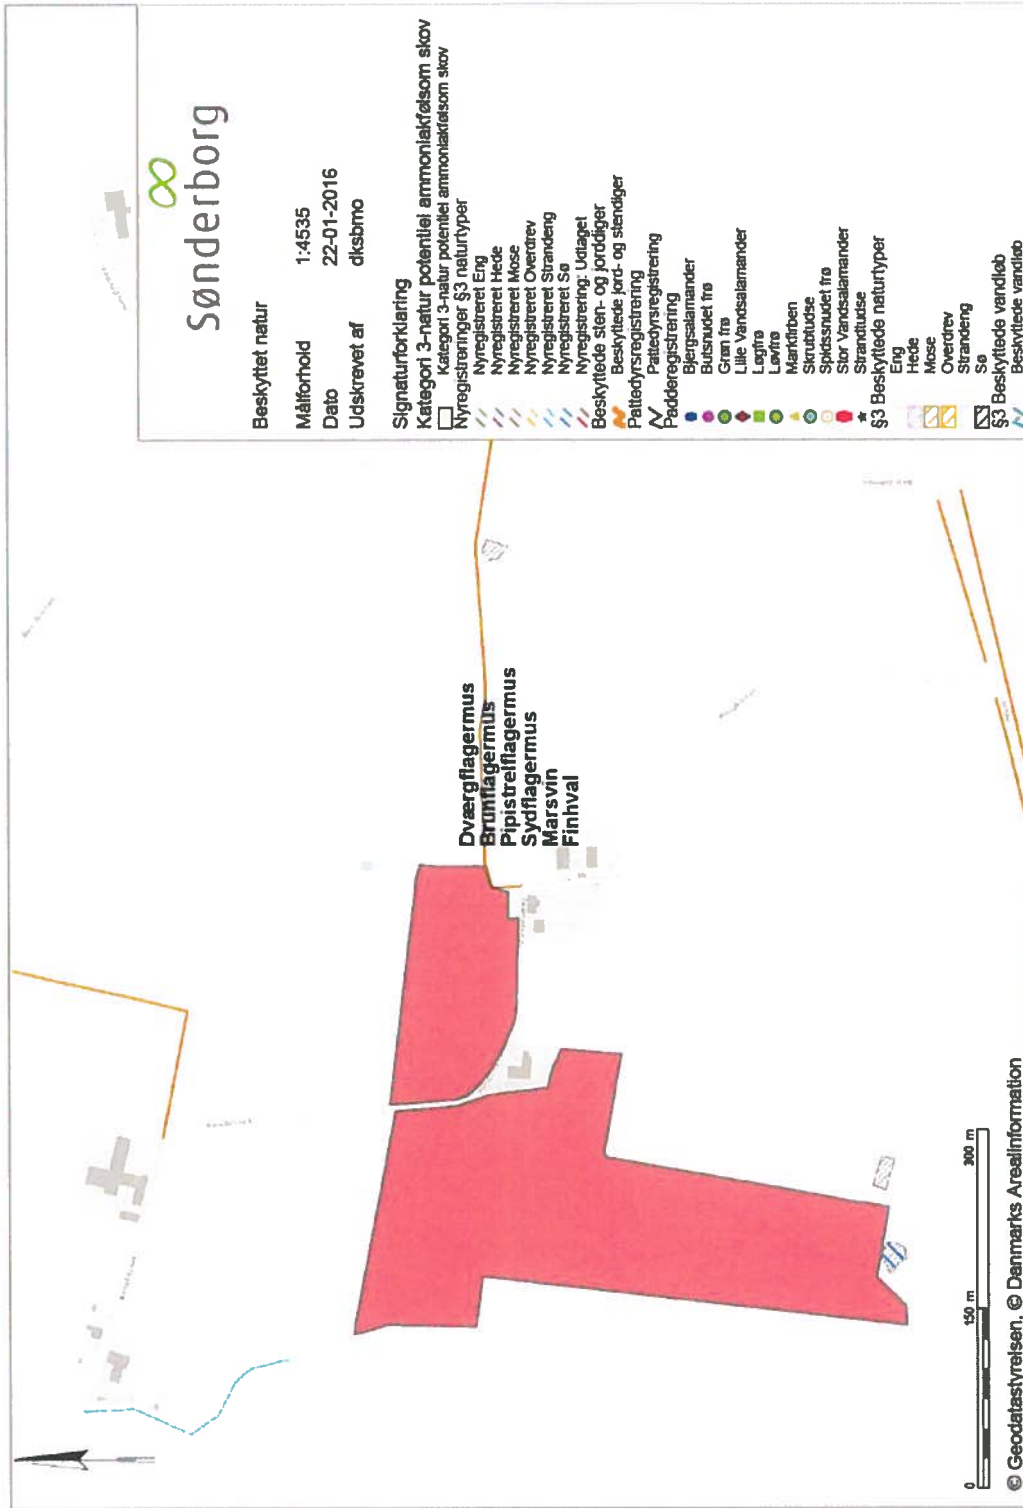 Sønderborg
Beskyttet natur
Målforhold 1:4535
Dato 22-01-2016
Udskrevet af dksbmo
Signaturforklaring
Kategori 3-natur potentiel ammoniakfølsom skov
Kategori 3-natur potentiel ammoniakfølsom skov
Nyregistreringer §3 naturtyper
Nyregistreret Eng
Nyregistreret Hede
Nyregistreret Mose
Nyregistreret Overdrev
Nyregistreret Strandeng
Nyregistreret Sø
Nyregistrering: Udtaget
Beskyttede sten- og jorddiger
Beskyttede jord- og stendiger
Pattedyrsregistrering
Pattedyrsregistrering
Padderegistrering
Bjergsalamander
Butsnudet frø
Grøn frø
Lille Vandsalamander
Løgfrø
Løvfrø
Markfirben
Skrubtudse
Spidssnudet frø
Stor Vandsalamander
Strandtudse
§3 Beskyttede naturtyper
Eng
Hede
Mose
Overdrev
Strandeng
Sø
§3 Beskyttede vandløb
Beskyttede vandløb
Dværgflagermus
Brunflagermus
Pipistrelflagermus
Sydflagermus
Marsvin
Finhval
0 150 m 300 m
© Geodatastyrelsen, © Danmarks Arealinformation